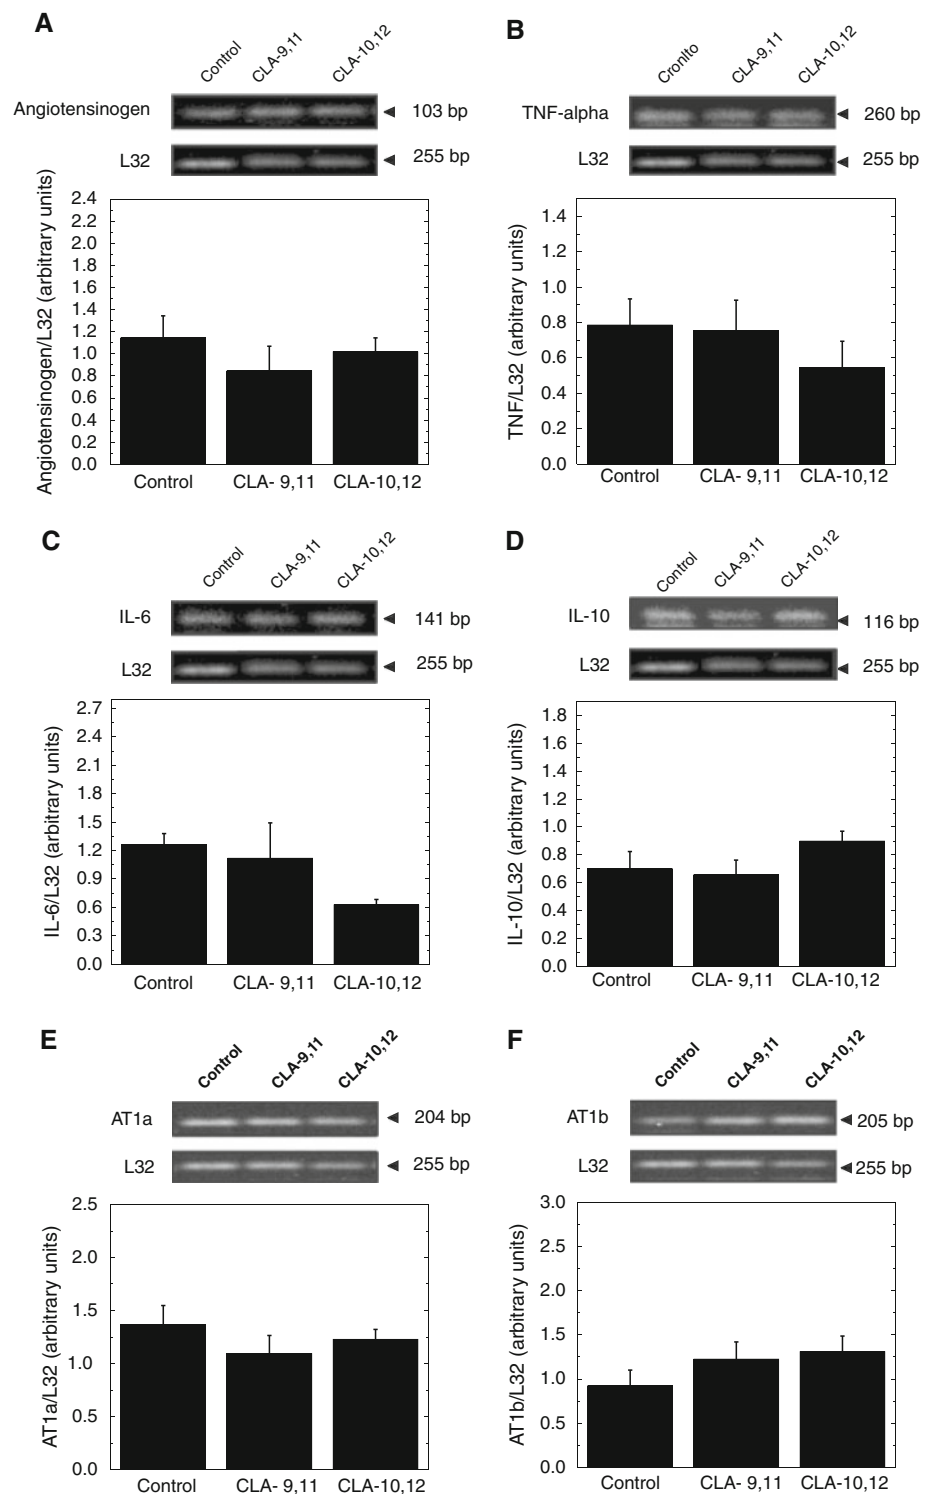 A
Control CLA-9,11 CLA-10,12
Angiotensinogen 103 bp
L32 255 bp
Angiotensinogen/L32 (arbitrary units)
2.4
2.2
2.0
1.8
1.6
1.4
1.2
1.0
0.8
0.6
0.4
0.2
0.0
Control CLA- 9,11 CLA-10,12
B
Cronlto CLA-9,11 CLA-10,12
TNF-alpha 260 bp
L32 255 bp
TNF/L32 (arbitrary units)
1.4
1.2
1.0
0.8
0.6
0.4
0.2
0.0
Control CLA- 9,11 CLA-10,12
C
Control CLA-9,11 CLA-10,12
IL-6 141 bp
L32 255 bp
IL-6/L32 (arbitrary units)
2.7
2.4
2.1
1.8
1.5
1.2
0.9
0.6
0.3
0.0
Control CLA- 9,11 CLA-10,12
D
Control CLA-9,11 CLA-10,12
IL-10 116 bp
L32 255 bp
IL-10/L32 (arbitrary units)
1.8
1.6
1.4
1.2
1.0
0.8
0.6
0.4
0.2
0.0
Control CLA- 9,11 CLA-10,12
E
Control CLA-9,11 CLA-10,12
AT1a 204 bp
L32 255 bp
AT1a/L32 (arbitrary units)
2.5
2.0
1.5
1.0
0.5
0.0
Control CLA- 9,11 CLA-10,12
F
Control CLA-9,11 CLA-10,12
AT1b 205 bp
L32 255 bp
AT1b/L32 (arbitrary units)
3.0
2.5
2.0
1.5
1.0
0.5
0.0
Control CLA- 9,11 CLA-10,12